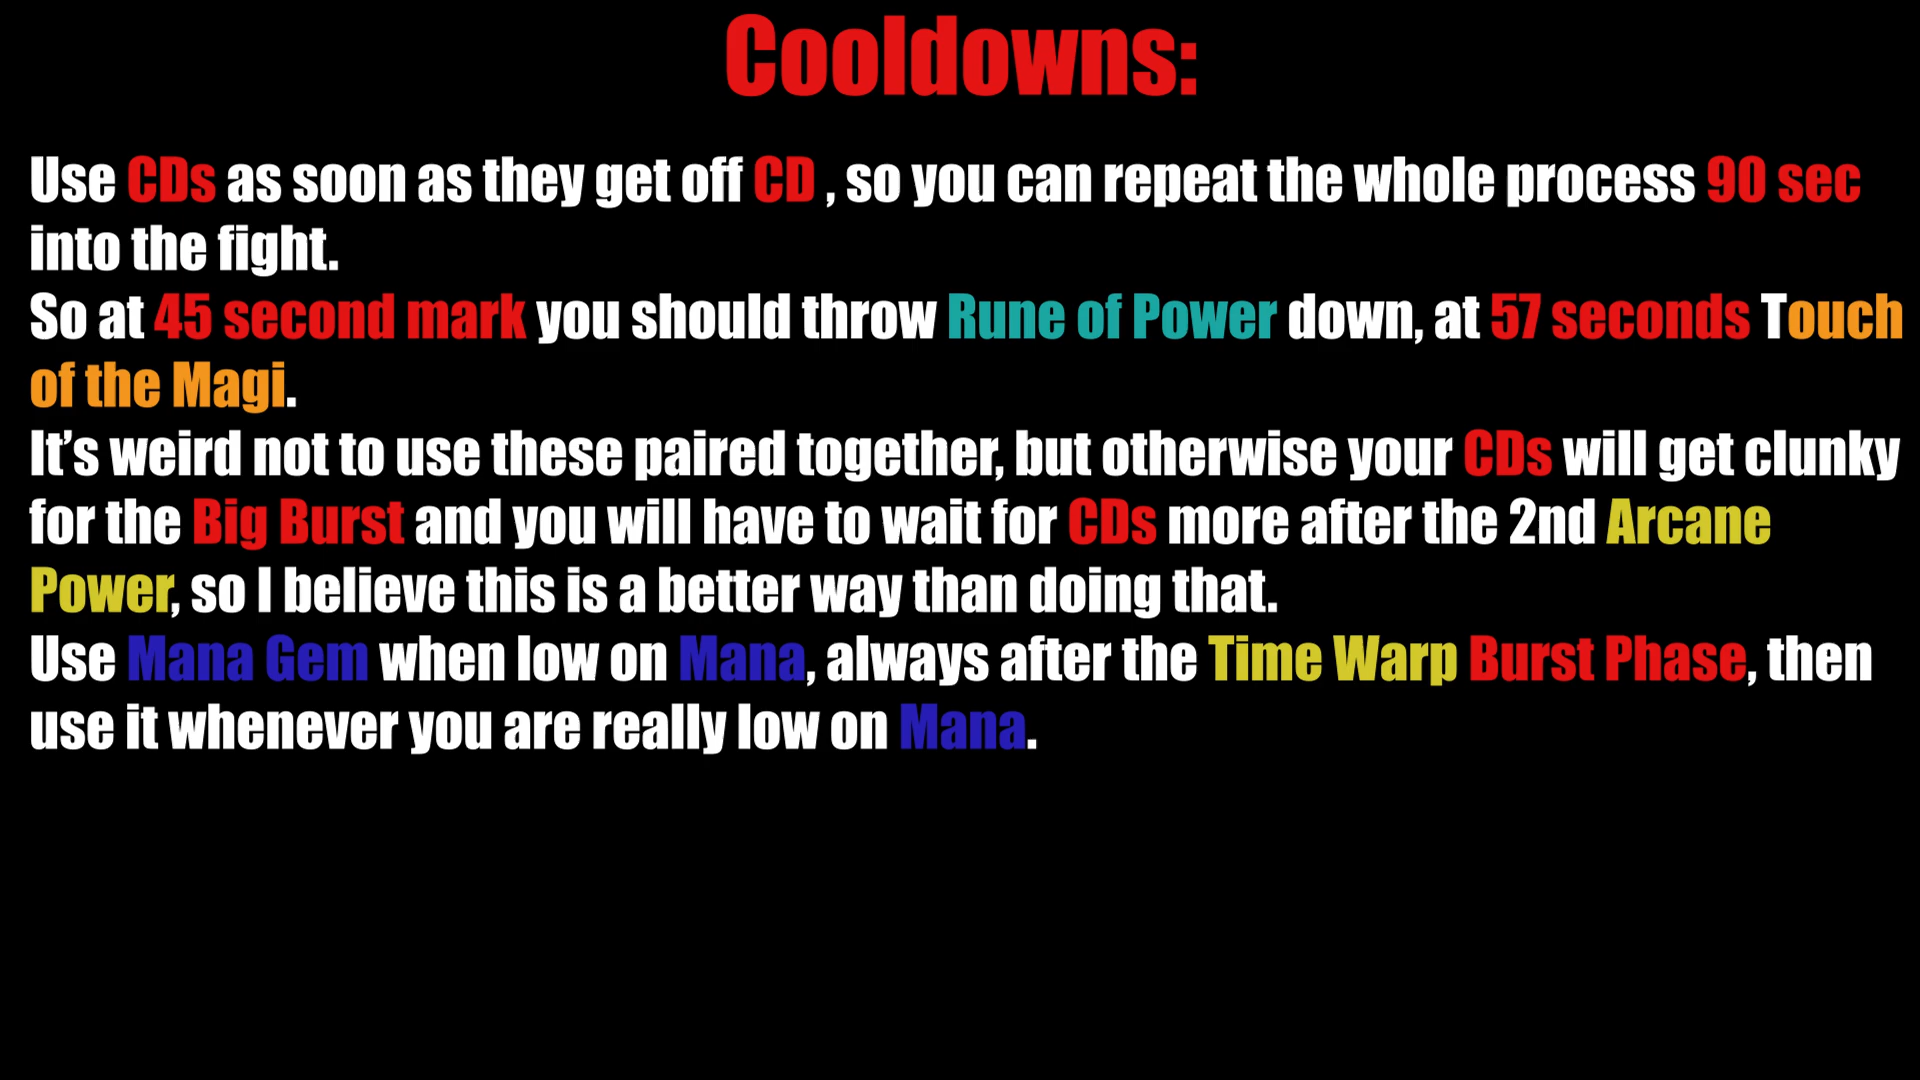 Cooldowns:
Use CDs as soon as they get off CD , so you can repeat the whole process 90 sec
into the fight.
So at 45 second mark you should throw Rune of Power down, at 57 seconds Touch
of the Magi.
It’s weird not to use these paired together, but otherwise your CDs will get clunky
for the Big Burst and you will have to wait for CDs more after the 2nd Arcane
Power, so I believe this is a better way than doing that.
Use Mana Gem when low on Mana, always after the Time Warp Burst Phase, then
use it whenever you are really low on Mana.